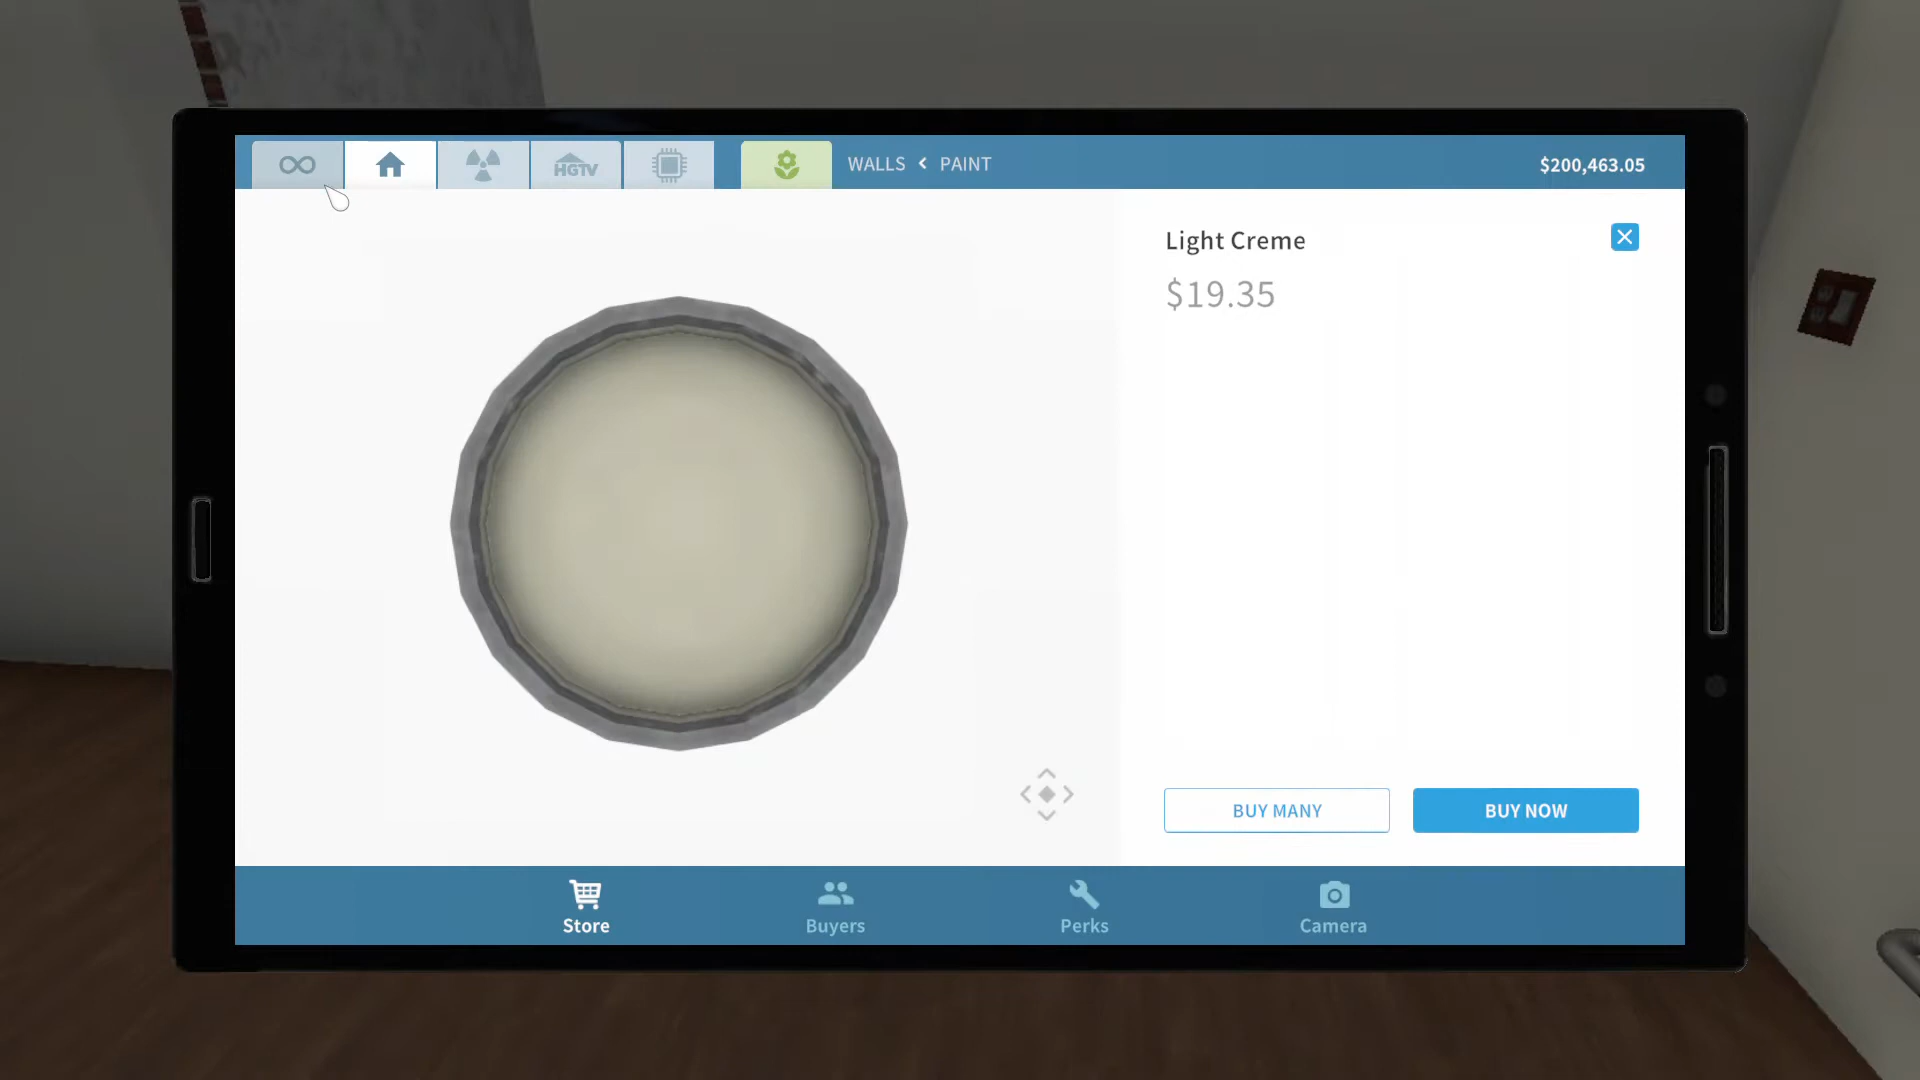 HGTV
WALLS < PAINT
$200,463.05
Light Creme
$19.35
BUY MANY
BUY NOW
Store
Buyers
Perks
Camera